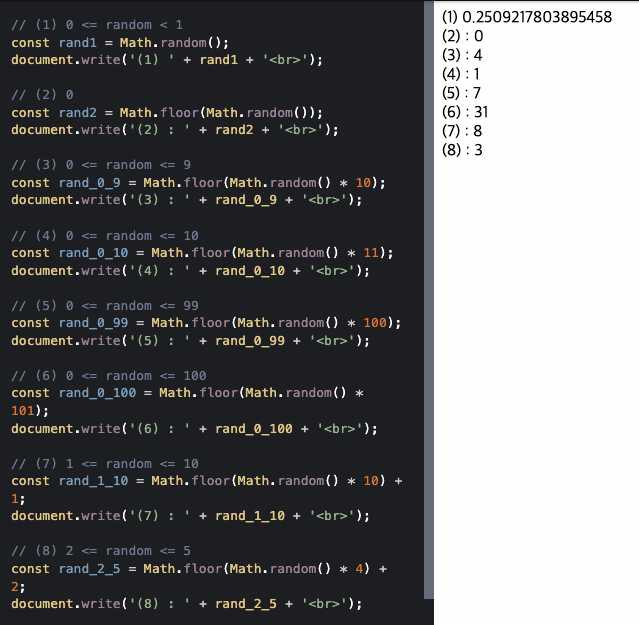 // (1) 0 <= random < 1
const rand1 = Math.random();
document.write('(1) ' + rand1 + '<br>');
// (2) 0
const rand2 = Math.floor(Math.random());
document.write('(2) : ' + rand2 + '<br>');
// (3) 0 <= random <= 9
const rand_0_9 = Math.floor(Math.random() * 10);
document.write('(3) : ' + rand_0_9 + '<br>');
// (4) 0 <= random <= 10
const rand_0_10 = Math.floor(Math.random() * 11);
document.write('(4) : ' + rand_0_10 + '<br>');
// (5) 0 <= random <= 99
const rand_0_99 = Math.floor(Math.random() * 100);
document.write('(5) : ' + rand_0_99 + '<br>');
// (6) 0 <= random <= 100
const rand_0_100 = Math.floor(Math.random() *
101);
document.write('(6) : ' + rand_0_100 + '<br>');
// (7) 1 <= random <= 10
const rand_1_10 = Math.floor(Math.random() * 10) +
1;
document.write('(7) : ' + rand_1_10 + '<br>');
// (8) 2 <= random <= 5
const rand_2_5 = Math.floor(Math.random() * 4) +
2;
document.write('(8) : ' + rand_2_5 + '<br>');
(1) 0.2509217803895458
(2) : 0
(3) : 4
(4) : 1
(5) : 7
(6) : 31
(7) : 8
(8) : 3